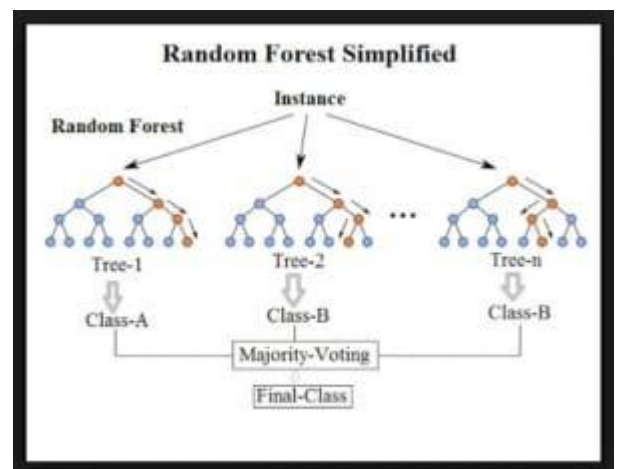 Random Forest Simplified
Instance
Random Forest
...
Tree-1 Tree-2 Tree-n
Class-A Class-B Class-B
Majority-Voting
Final-Class